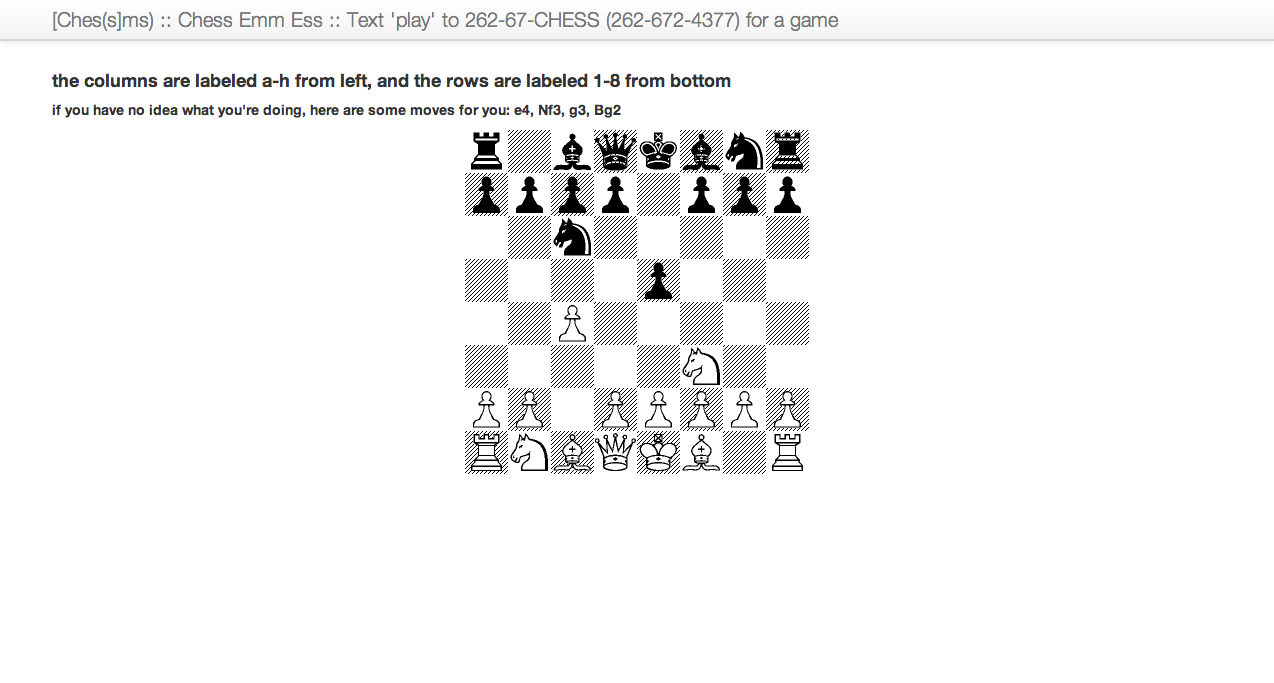 [Ches(s]ms) :: Chess Emm Ess :: Text 'play' to 262-67-CHESS (262-672-4377) for a game
the columns are labeled a-h from left, and the rows are labeled 1-8 from bottom
if you have no idea what you're doing, here are some moves for you: e4, Nf3, g3, Bg2